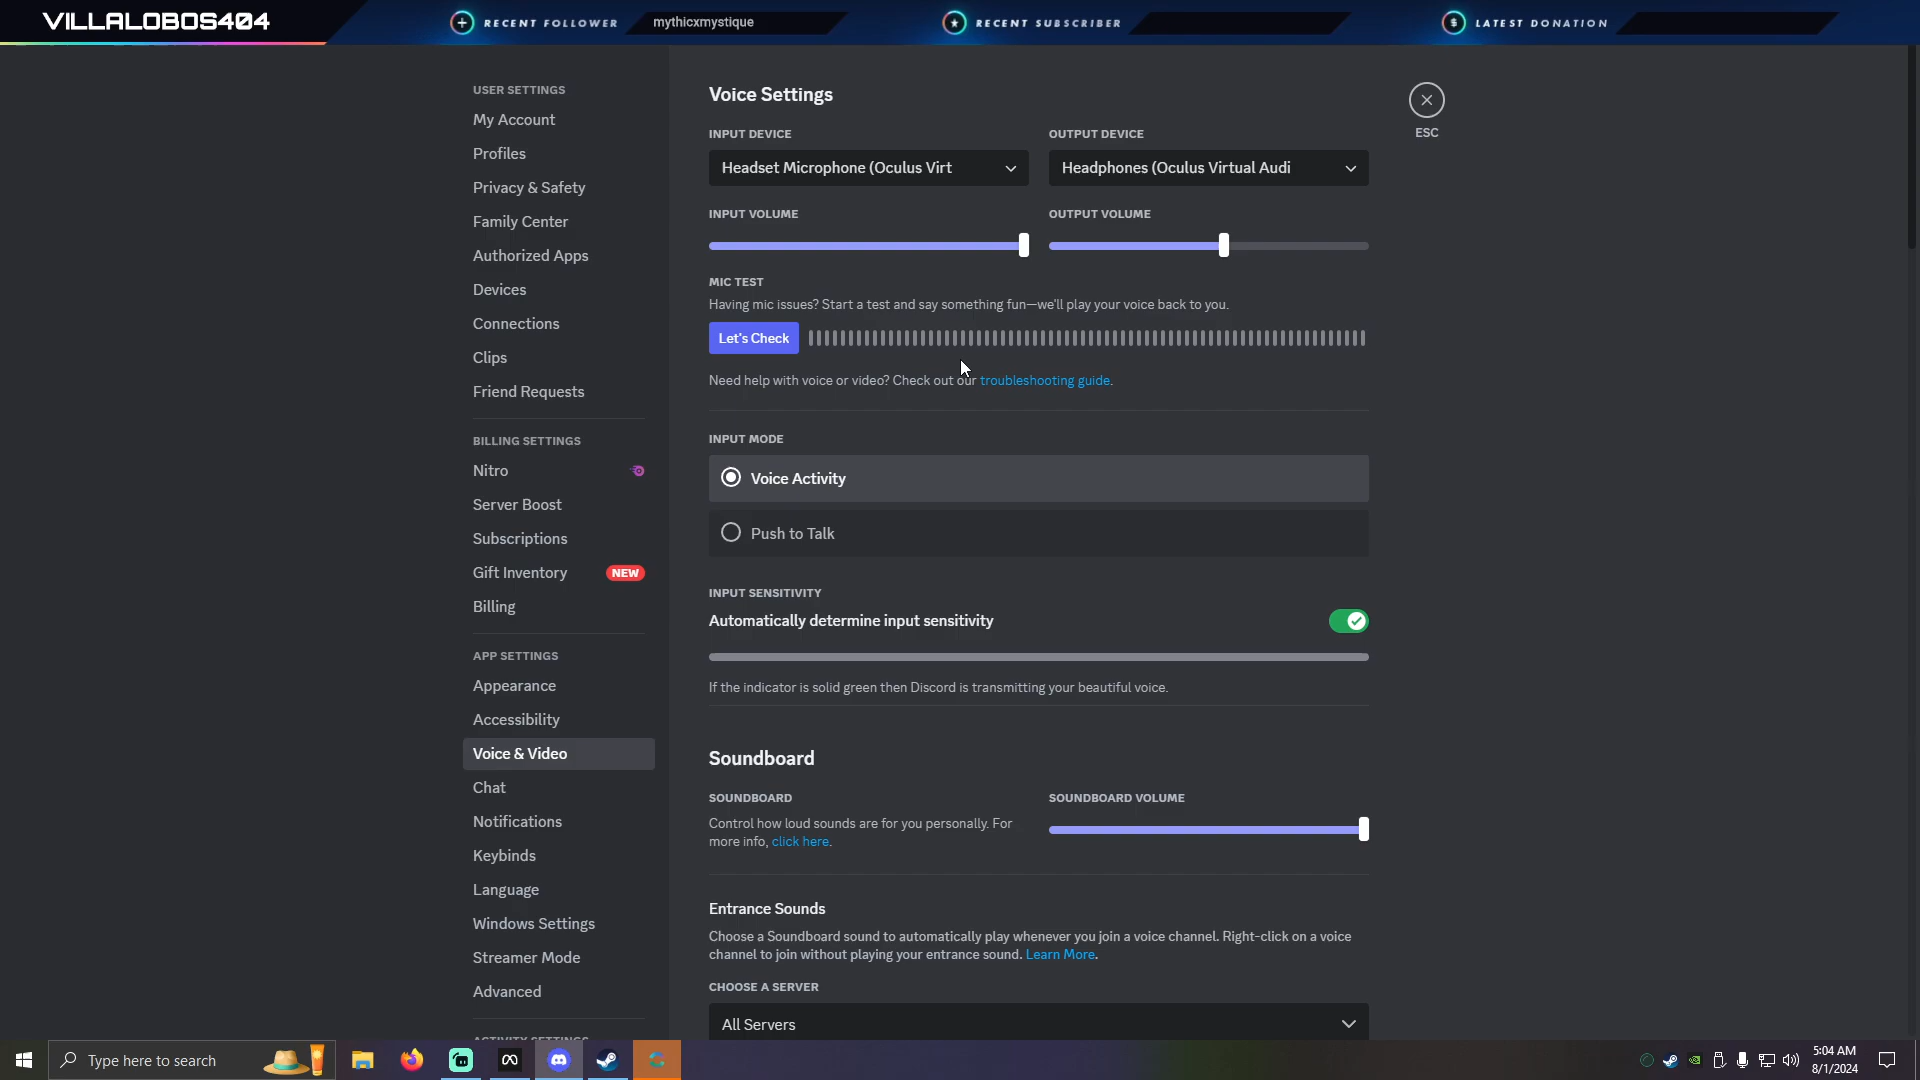 VILLALOBOS404
RECENT FOLLOWER
mythicxmystique
RECENT SUBSCRIBER
LATEST DONATION
USER SETTINGS
My Account
Profiles
Privacy & Safety
Family Center
Authorized Apps
Devices
Connections
Clips
Friend Requests
BILLING SETTINGS
Nitro
Server Boost
Subscriptions
Gift Inventory NEW
Billing
APP SETTINGS
Appearance
Accessibility
Voice & Video
Chat
Notifications
Keybinds
Language
Windows Settings
Streamer Mode
Advanced
ACTIVITY SETTINGS
Voice Settings
ESC
INPUT DEVICE
Headset Microphone (Oculus Virt
OUTPUT DEVICE
Headphones (Oculus Virtual Audi
INPUT VOLUME
OUTPUT VOLUME
MIC TEST
Having mic issues? Start a test and say something fun—we'll play your voice back to you.
Let's Check
Need help with voice or video? Check out our troubleshooting guide.
INPUT MODE
Voice Activity
Push to Talk
INPUT SENSITIVITY
Automatically determine input sensitivity
If the indicator is solid green then Discord is transmitting your beautiful voice.
Soundboard
SOUNDBOARD
Control how loud sounds are for you personally. For
more info, click here.
SOUNDBOARD VOLUME
Entrance Sounds
Choose a Soundboard sound to automatically play whenever you join a voice channel. Right-click on a voice
channel to join without playing your entrance sound. Learn More.
CHOOSE A SERVER
All Servers
Type here to search
5:04 AM
8/1/2024